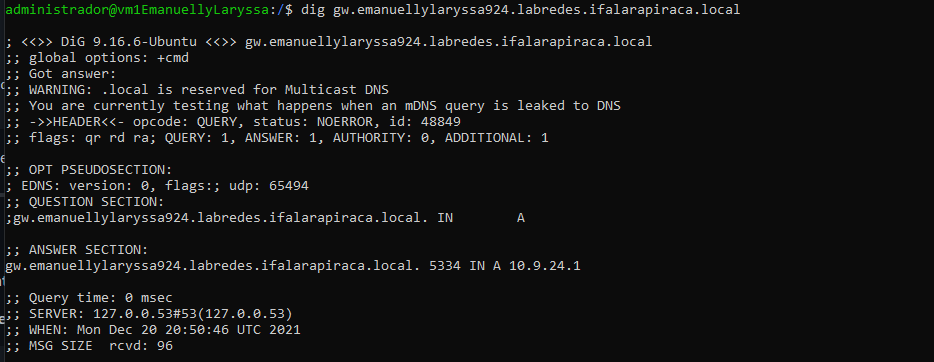 administrador@vm1EmanuellyLaryssa:/$ dig gw.emanuellylaryssa924.labredes.ifalarapiraca.local

; <<>> DiG 9.16.6-Ubuntu <<>> gw.emanuellylaryssa924.labredes.ifalarapiraca.local
;; global options: +cmd
;; Got answer:
;; WARNING: .local is reserved for Multicast DNS
;; You are currently testing what happens when an mDNS query is leaked to DNS
;; ->>HEADER<<- opcode: QUERY, status: NOERROR, id: 48849
;; flags: qr rd ra; QUERY: 1, ANSWER: 1, AUTHORITY: 0, ADDITIONAL: 1

;; OPT PSEUDOSECTION:
; EDNS: version: 0, flags:; udp: 65494
;; QUESTION SECTION:
;gw.emanuellylaryssa924.labredes.ifalarapiraca.local. IN A

;; ANSWER SECTION:
gw.emanuellylaryssa924.labredes.ifalarapiraca.local. 5334 IN A 10.9.24.1

;; Query time: 0 msec
;; SERVER: 127.0.0.53#53(127.0.0.53)
;; WHEN: Mon Dec 20 20:50:46 UTC 2021
;; MSG SIZE  rcvd: 96